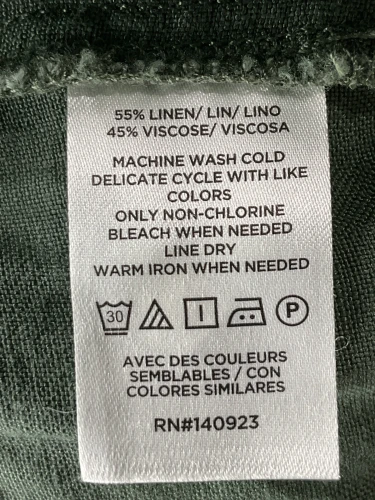 55% LINEN/ LIN/ LINO
45% VISCOSE/ VISCOSA
MACHINE WASH COLD
DELICATE CYCLE WITH LIKE
COLORS
ONLY NON-CHLORINE
BLEACH WHEN NEEDED
LINE DRY
WARM IRON WHEN NEEDED
30 P
AVEC DES COULEURS
SEMBLABLES / CON
COLORES SIMILARES
RN#140923